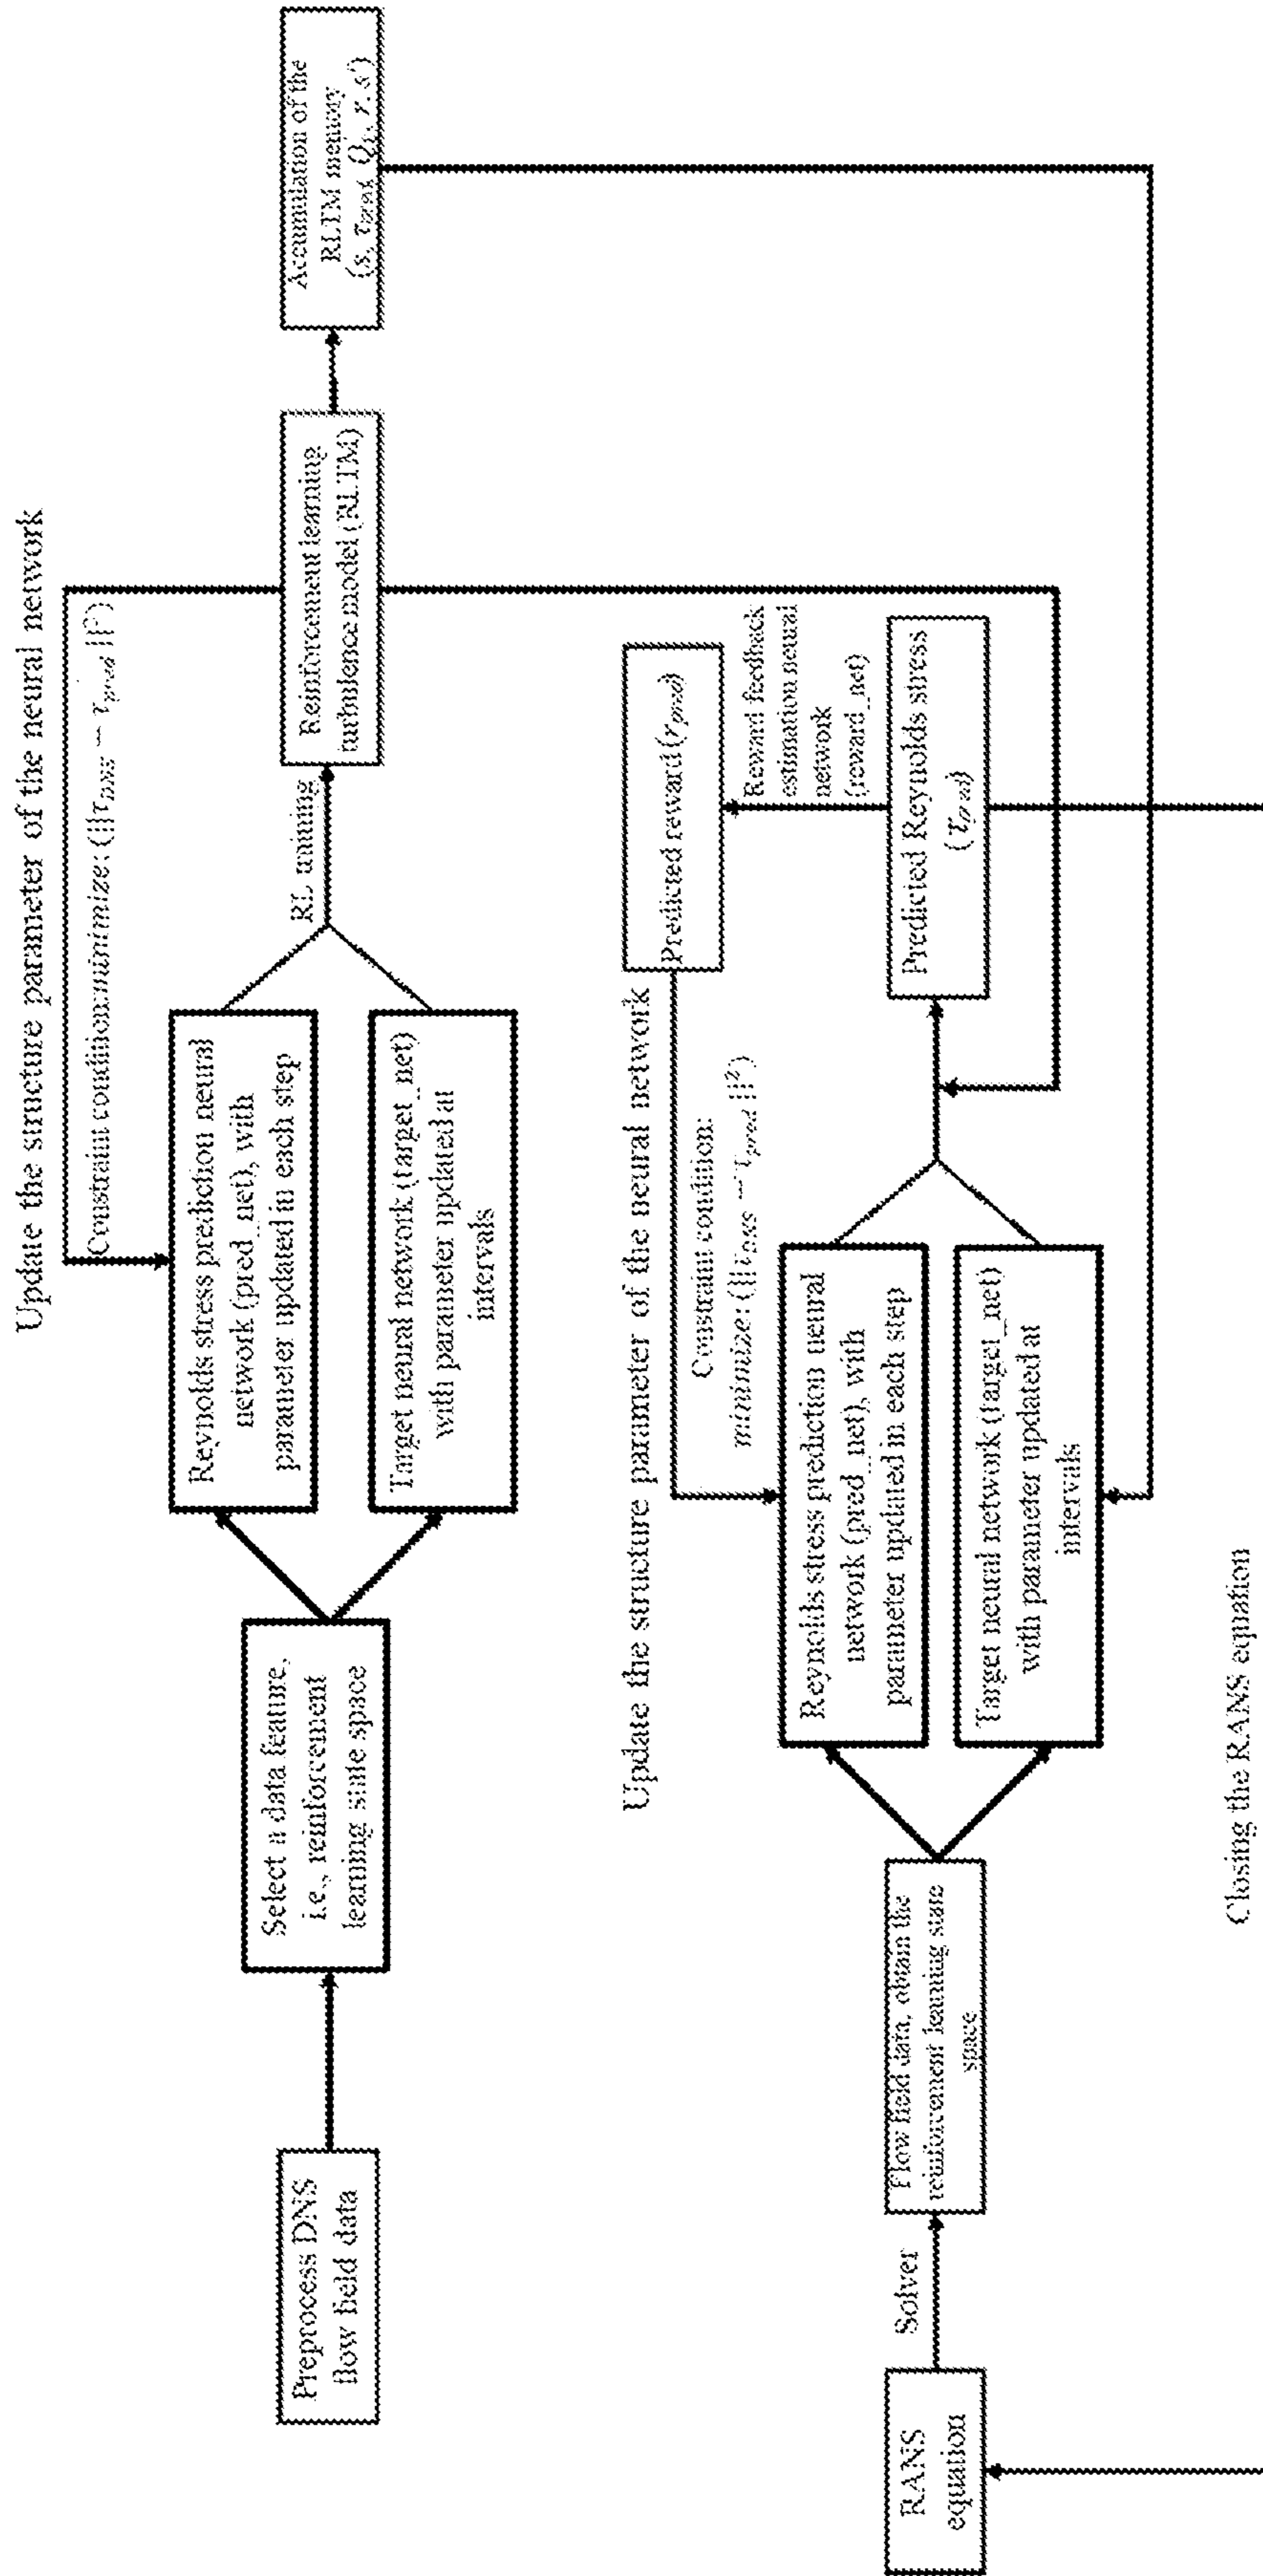 Update the structure parameter of the neural network
Constraint condition:minimize: (||τ_DNS − τ_pred ||²)
Preprocess DNS
flow field data
Select a data feature,
i.e., reinforcement
learning state space
Reynolds stress prediction neural
network (pred_net), with
parameter updated in each step
Target neural network (target_net)
with parameter updated at
intervals
RL training
Reinforcement learning
turbulence model (RLTM)
Accumulation of the
RLTM memory
Update the structure parameter of the neural network
Constraint condition:
minimize: (||τ_DNS − τ_pred ||²)
Predicted reward (r_pred)
Reward feedback
estimation neural
network
(reward_net)
RANS
equation
Solver
Flow field data, obtain the
reinforcement learning state
space
Reynolds stress prediction neural
network (pred_net), with
parameter updated in each step
Target neural network (target_net)
with parameter updated at
intervals
Predicted Reynolds stress
(τ_pred)
Closing the RANS equation